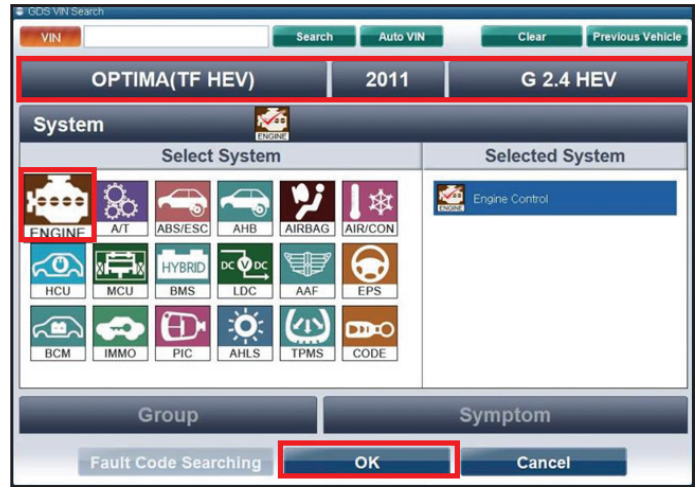 GDS VIN Search
VIN Search Auto VIN Clear Previous Vehicle
OPTIMA(TF HEV) 2011 G 2.4 HEV
System ENGINE
Select System Selected System
ENGINE A/T ABS/ESC AHB AIRBAG AIR/CON
ENGINE Engine Control
HYBRID DC V DC
HCU MCU BMS LDC AAF EPS
BCM IMMO PIC AHLS TPMS CODE
Group Symptom
Fault Code Searching OK Cancel